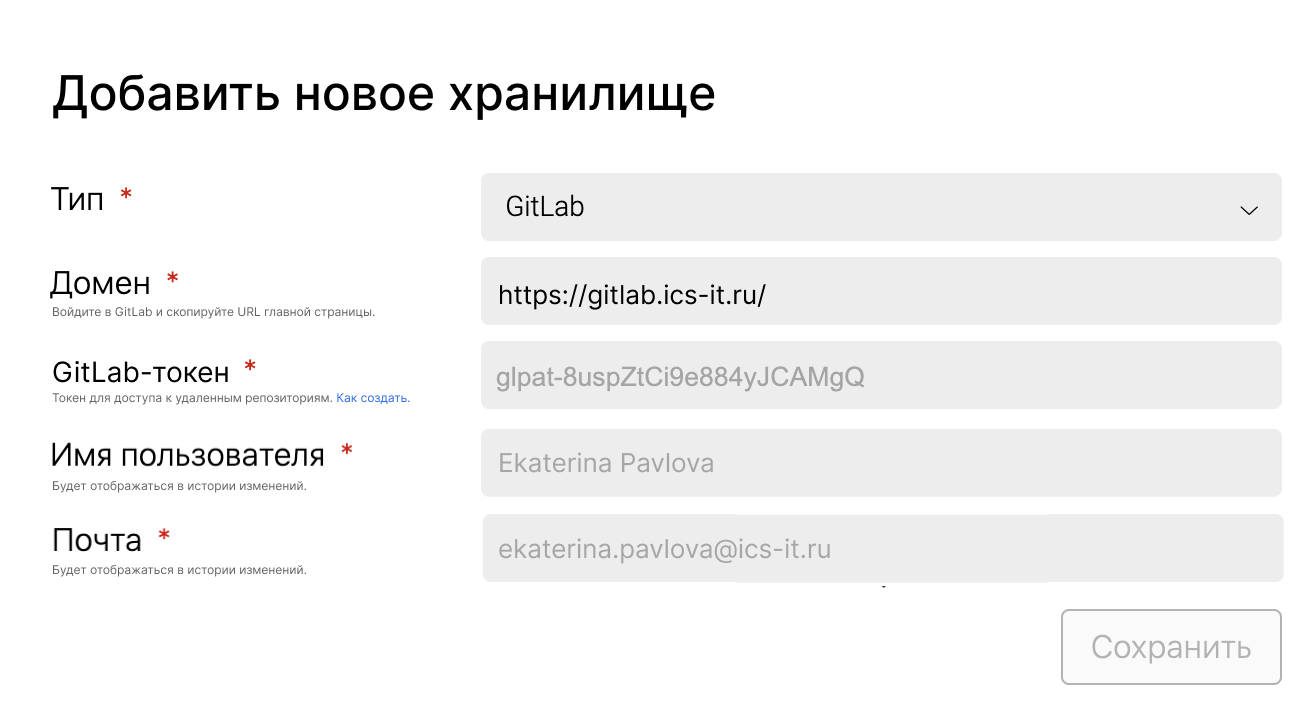 Добавить новое хранилище
Тип *
GitLab
Домен *
Войдите в GitLab и скопируйте URL главной страницы.
https://gitlab.ics-it.ru/
GitLab-токен *
Токен для доступа к удаленным репозиториям. Как создать.
glpat-8uspZtCi9e884yJCAMgQ
Имя пользователя *
Будет отображаться в истории изменений.
Ekaterina Pavlova
Почта *
Будет отображаться в истории изменений.
ekaterina.pavlova@ics-it.ru
Сохранить